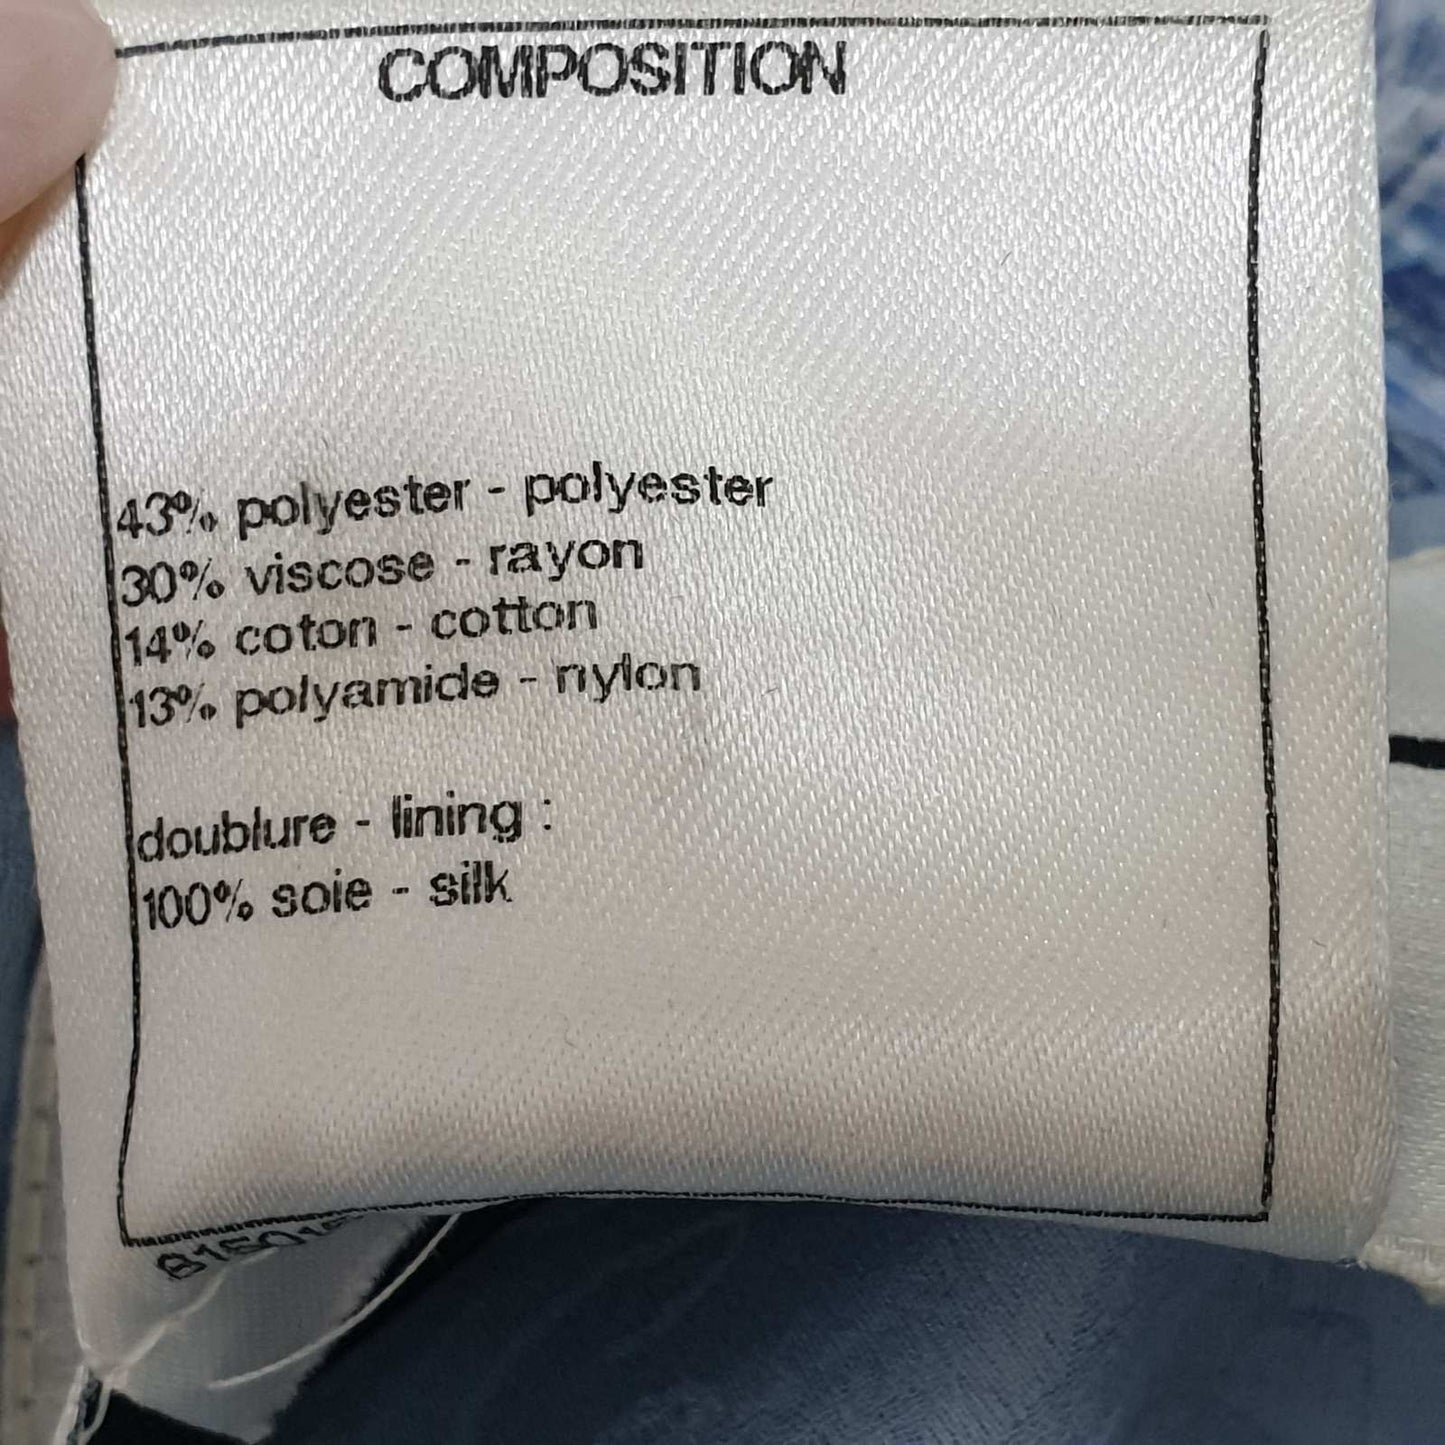 COMPOSITION
43% polyester - polyester
30% viscose - rayon
14% coton - cotton
13% polyamide - nylon
doublure - lining :
100% soie - silk